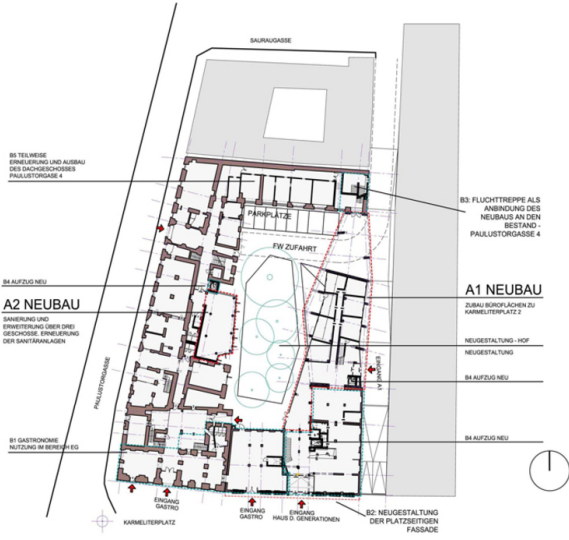 SAURAUGASSE
B5 TEILWEISE
ERNEUERUNG UND AUSBAU
DES DACHGESCHOSSES
PAULUSTORGASE 4
PARKPLÄTZE
B3: FLUCHTTREPPE ALS
ANBINDUNG DES
NEUBAUS AN DEN
BESTAND -
PAULUSTORGASSE 4
FW ZUFAHRT
B4 AUFZUG NEU
A2 NEUBAU
SANIERUNG UND
ERWEITERUNG ÜBER DREI
GESCHOSSE. ERNEUERUNG
DER SANITÄRANLAGEN
A1 NEUBAU
ZUBAU BÜROFLÄCHEN ZU
KARMELITERPLATZ 2
NEUGESTALTUNG - HOF
NEUGESTALTUNG
EINGANG A1
B4 AUFZUG NEU
PAULUSTORGASSE
B1 GASTRONOMIE
NUTZUNG IM BEREICH EG
B4 AUFZUG NEU
EINGANG
GASTRO
EINGANG
GASTRO
EINGANG
HAUS D. GENERATIONEN
KARMELITERPLATZ
B2: NEUGESTALTUNG
DER PLATZSEITIGEN
FASSADE